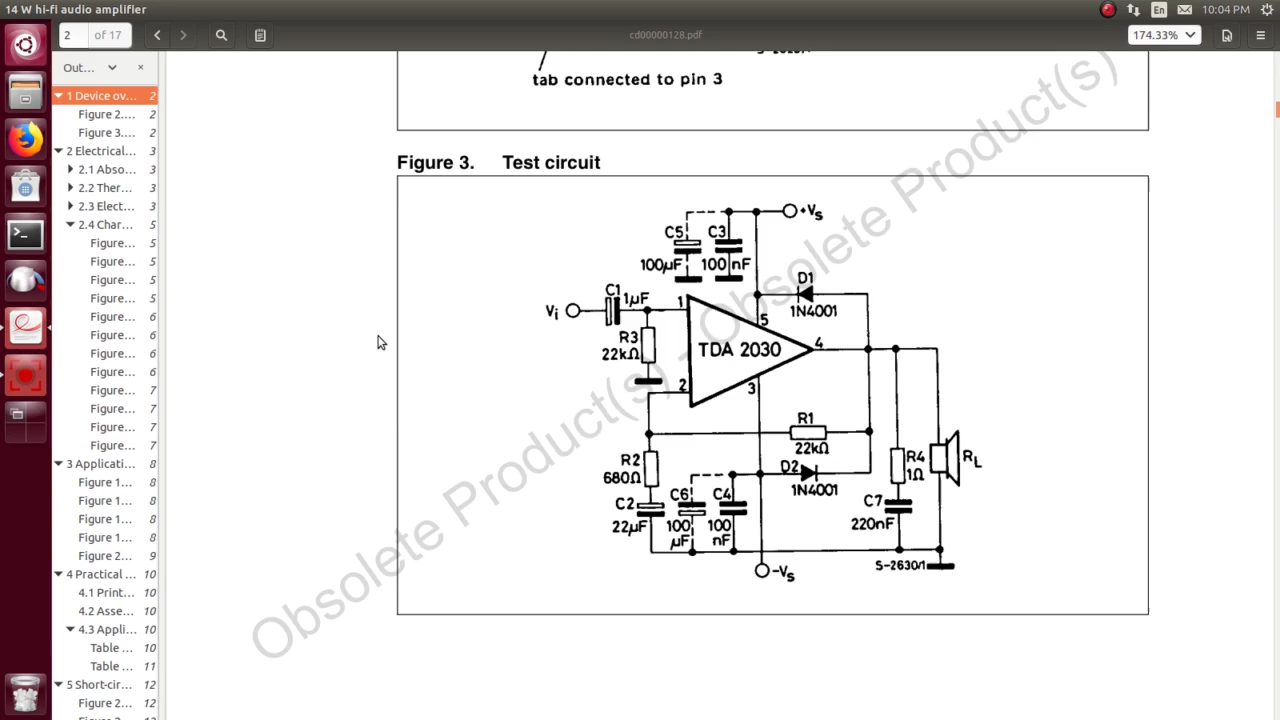 14 W hi-fi audio amplifier
En
10:04 PM
2
of 17
cd00000128.pdf
174.33%
Out...
1 Device ov... 2
Figure 2.... 2
Figure 3.... 2
2 Electrical... 3
2.1 Abso... 3
2.2 Ther... 3
2.3 Elect... 3
2.4 Char... 5
Figure... 5
Figure... 5
Figure... 5
Figure... 5
Figure... 6
Figure... 6
Figure... 6
Figure... 6
Figure... 7
Figure... 7
Figure... 7
Figure... 7
3 Applicati... 8
Figure 1... 8
Figure 1... 8
Figure 1... 8
Figure 1... 8
Figure 2... 9
4 Practical ... 10
4.1 Print... 10
4.2 Asse... 10
4.3 Appli... 10
Table ... 10
Table ... 11
5 Short-cir... 12
Figure 2... 12
tab connected to pin 3
Figure 3. Test circuit
+Vs
C5
C3
100µF
100nF
D1
1N4001
C1
1µF
Vi
1
5
R3
22kΩ
TDA 2030
4
2
3
R1
22kΩ
R2
680Ω
D2
1N4001
R4
1Ω
RL
C2
22µF
C6
100
µF
C4
100
nF
C7
220nF
S-2630/1
-Vs
Obsolete Product(s) - Obsolete Product(s)